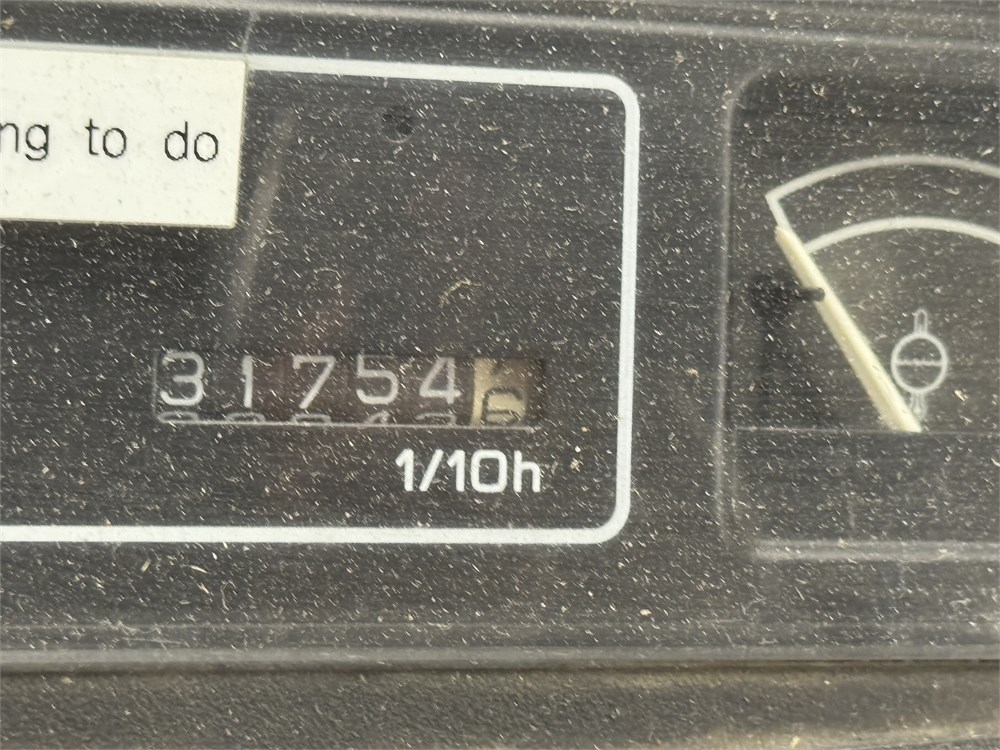 ng to do
31754
1/10h